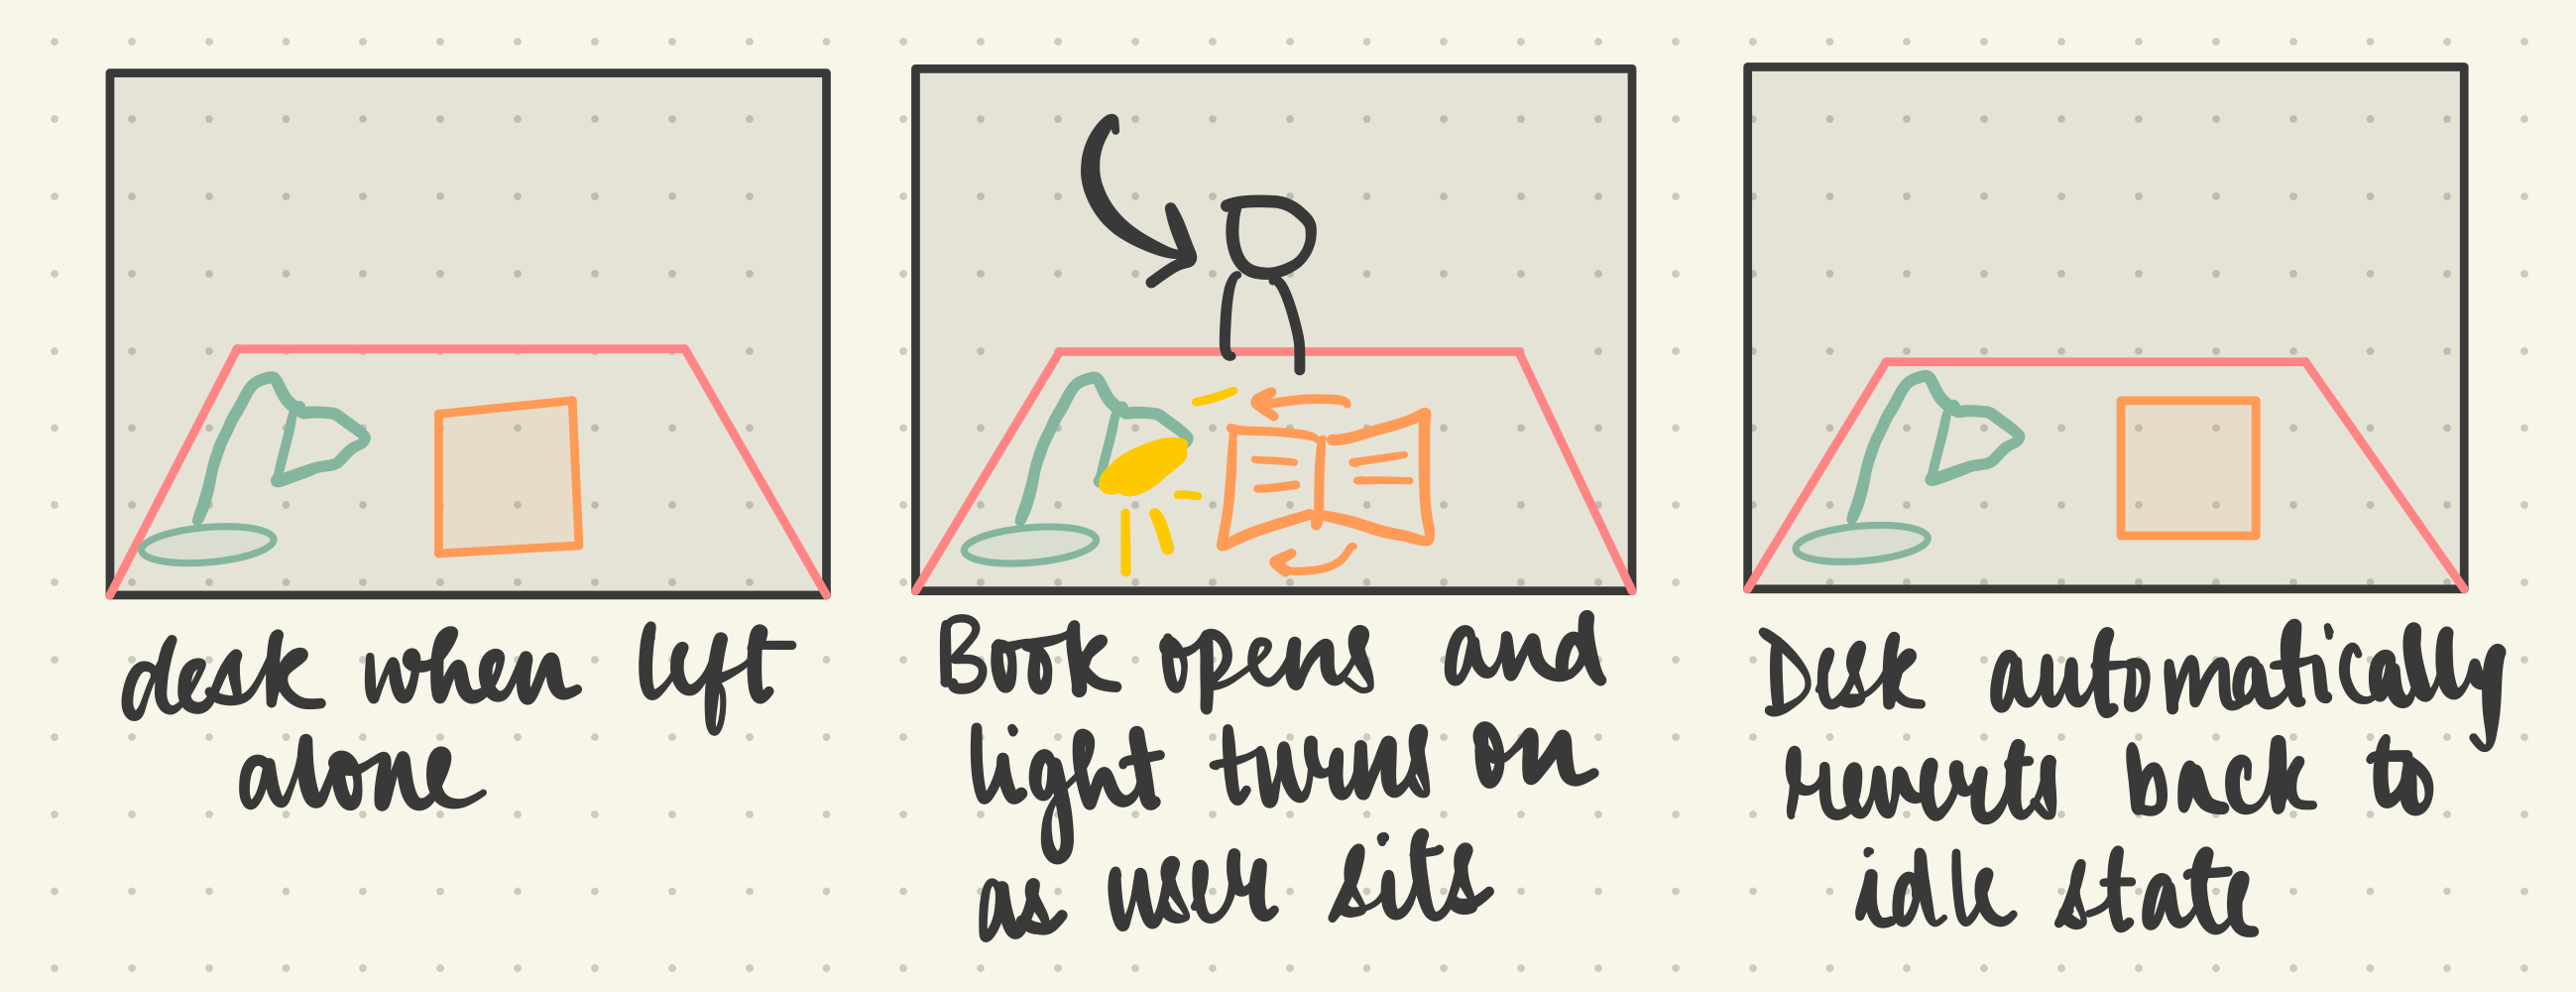 desk when left
alone
Book opens and
light turns on
as user sits
Desk automatically
reverts back to
idle state